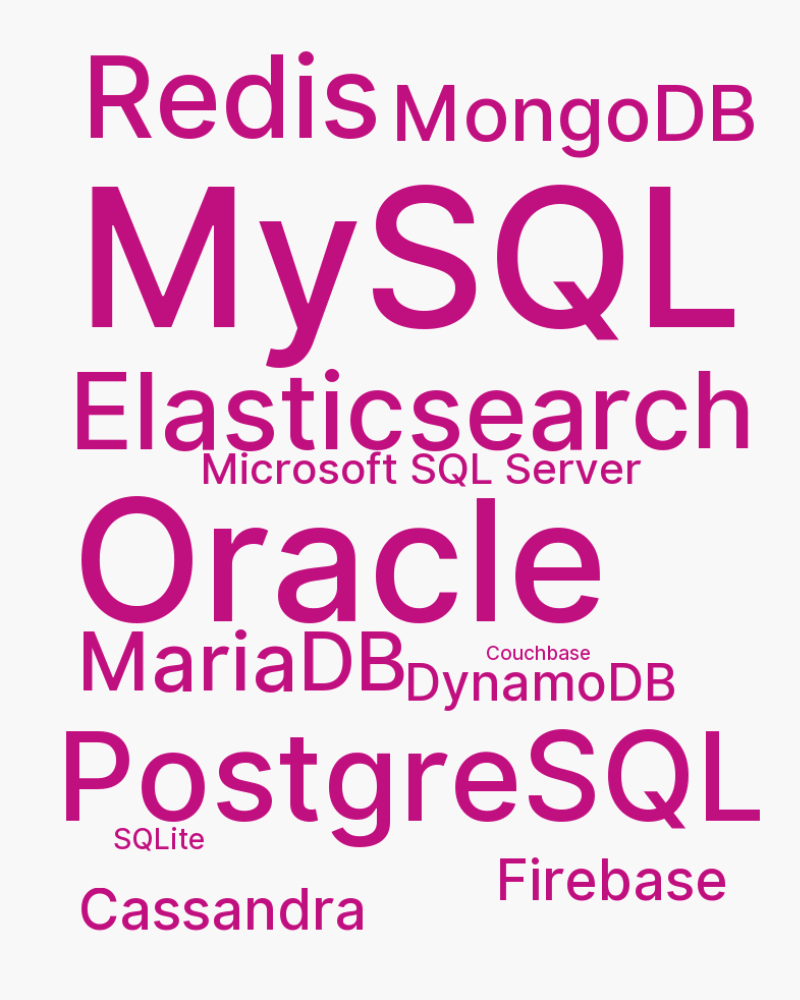 Redis MongoDB
MySQL
Elasticsearch
Microsoft SQL Server
Oracle
MariaDB
Couchbase
DynamoDB
PostgreSQL
SQLite
Firebase
Cassandra